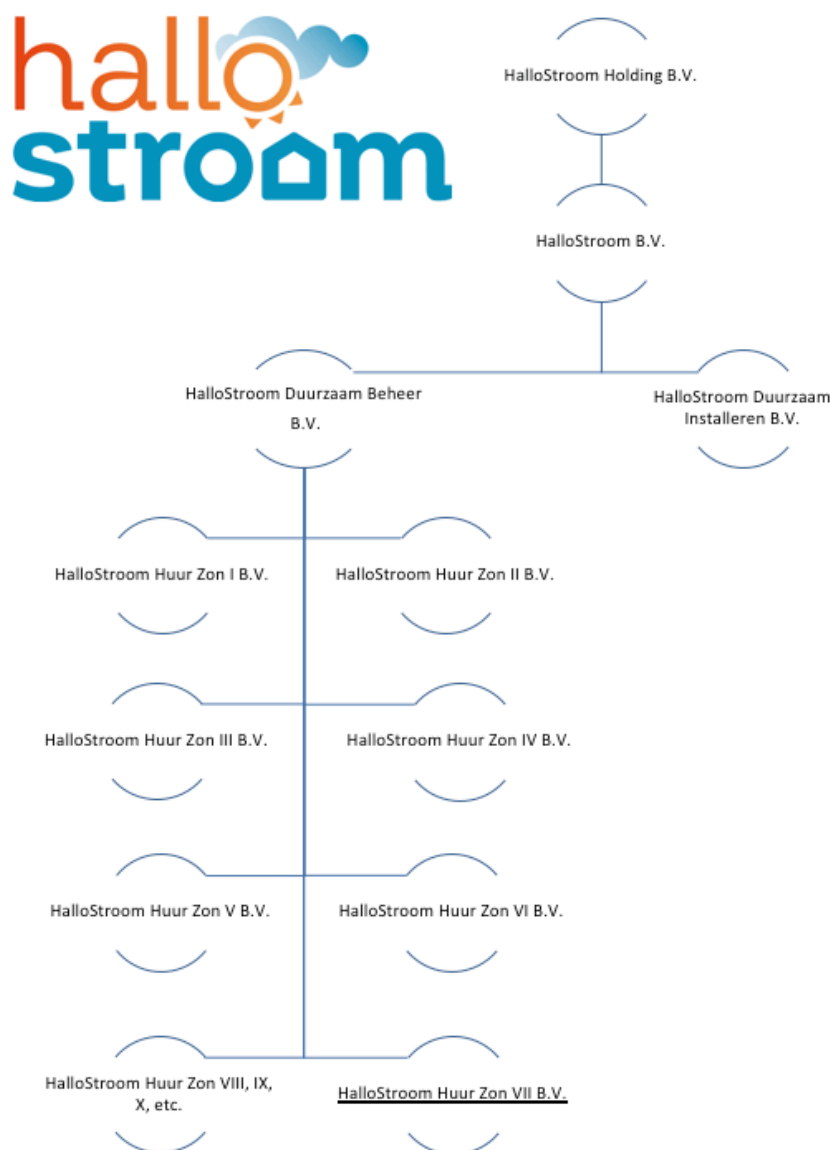 hallo
stroom
HalloStroom Holding B.V.
HalloStroom B.V.
HalloStroom Duurzaam Beheer
B.V.
HalloStroom Duurzaam
Installeren B.V.
HalloStroom Huur Zon I B.V.
HalloStroom Huur Zon II B.V.
HalloStroom Huur Zon III B.V.
HalloStroom Huur Zon IV B.V.
HalloStroom Huur Zon V B.V.
HalloStroom Huur Zon VI B.V.
HalloStroom Huur Zon VIII, IX,
X, etc.
HalloStroom Huur Zon VII B.V.